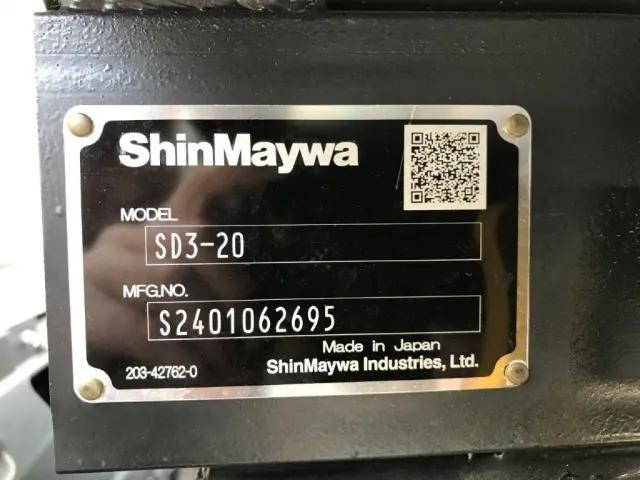 ShinMaywa
MODEL
SD3-20
MFG.NO.
S2401062695
Made in Japan
203-42762-0
ShinMaywa Industries, Ltd.